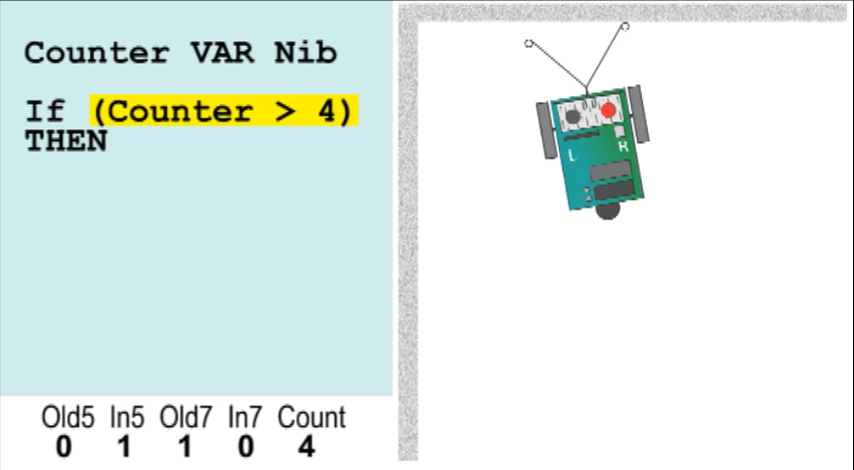 Counter VAR Nib
If (Counter > 4)
THEN
L R
Old5 In5 Old7 In7 Count
0 1 1 0 4